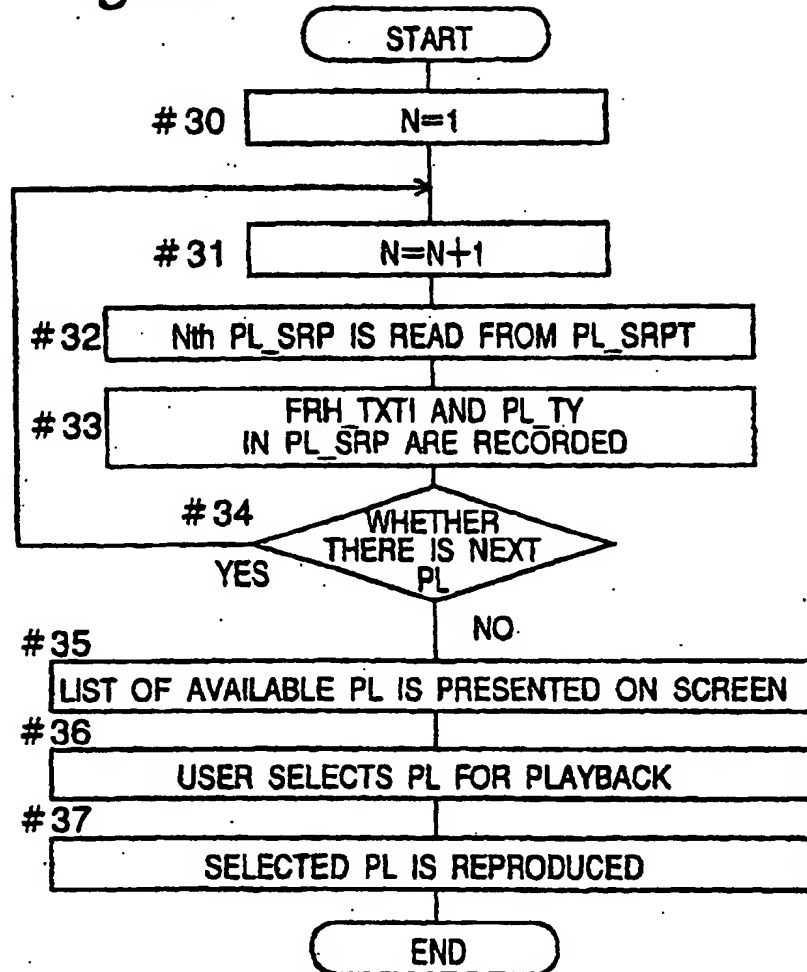 START
#30 N=1
#31 N=N+1
#32 Nth PL_SRP IS READ FROM PL_SRPT
#33 FRH_TXTI AND PL_TY
IN PL_SRP ARE RECORDED
#34 WHETHER
THERE IS NEXT
PL
YES
NO
#35
LIST OF AVAILABLE PL IS PRESENTED ON SCREEN
#36
USER SELECTS PL FOR PLAYBACK
#37
SELECTED PL IS REPRODUCED
END